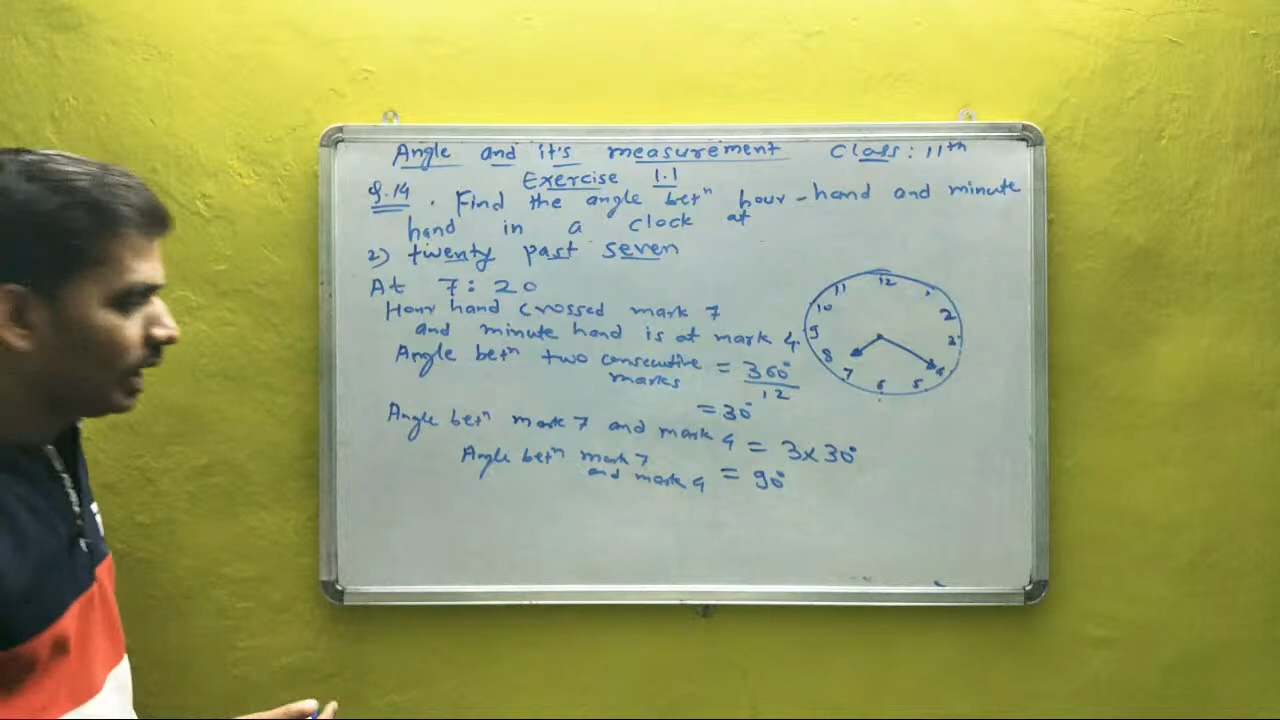 Angle and it's measurement Class: 11th
Exercise 1.1
Q.14. Find the angle betn hour-hand and minute
hand in a clock at
2) twenty past seven
At 7:20
Hour hand crossed mark 7
and minute hand is at mark 4.
Angle betn two consecutive marks = 360°/12
= 30°
Angle betn mark 7 and mark 4 = 3x30°
Angle betn mark 7
and mark 4 = 90°
12
11
10
9
8
7
6
5
4
3
2
1